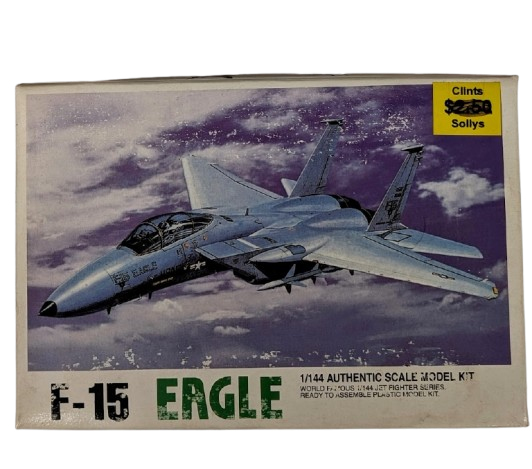 Clints
$2.50
Sollys
EAGLE
F-15 EAGLE
1/144 AUTHENTIC SCALE MODEL KIT
WORLD FAMOUS 1/144 JET FIGHTER SERIES.
READY TO ASSEMBLE PLASTIC MODEL KIT.